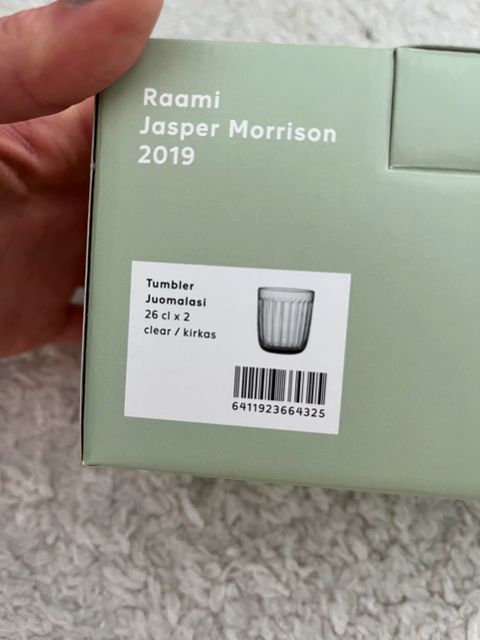 Raami
Jasper Morrison
2019
Tumbler
Juomalasi
26 cl x 2
clear / kirkas
6411923664325